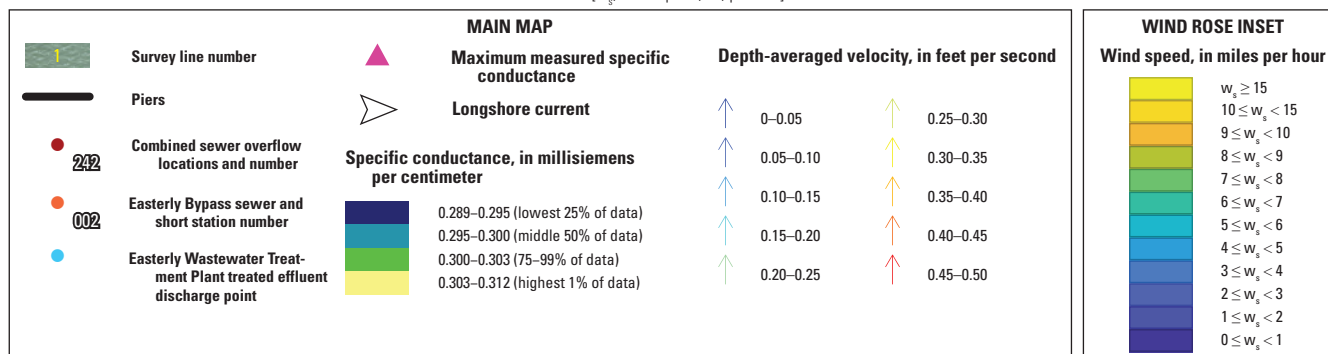 MAIN MAP
1
Survey line number
Piers
242
Combined sewer overflow
locations and number
002
Easterly Bypass sewer and
short station number
Easterly Wastewater Treat-
ment Plant treated effluent
discharge point
Maximum measured specific
conductance
Longshore current
Specific conductance, in millisiemens
per centimeter
0.289–0.295 (lowest 25% of data)
0.295–0.300 (middle 50% of data)
0.300–0.303 (75–99% of data)
0.303–0.312 (highest 1% of data)
Depth-averaged velocity, in feet per second
0–0.05
0.05–0.10
0.10–0.15
0.15–0.20
0.20–0.25
0.25–0.30
0.30–0.35
0.35–0.40
0.40–0.45
0.45–0.50
WIND ROSE INSET
Wind speed, in miles per hour
w_s ≥ 15
10 ≤ w_s < 15
9 ≤ w_s < 10
8 ≤ w_s < 9
7 ≤ w_s < 8
6 ≤ w_s < 7
5 ≤ w_s < 6
4 ≤ w_s < 5
3 ≤ w_s < 4
2 ≤ w_s < 3
1 ≤ w_s < 2
0 ≤ w_s < 1